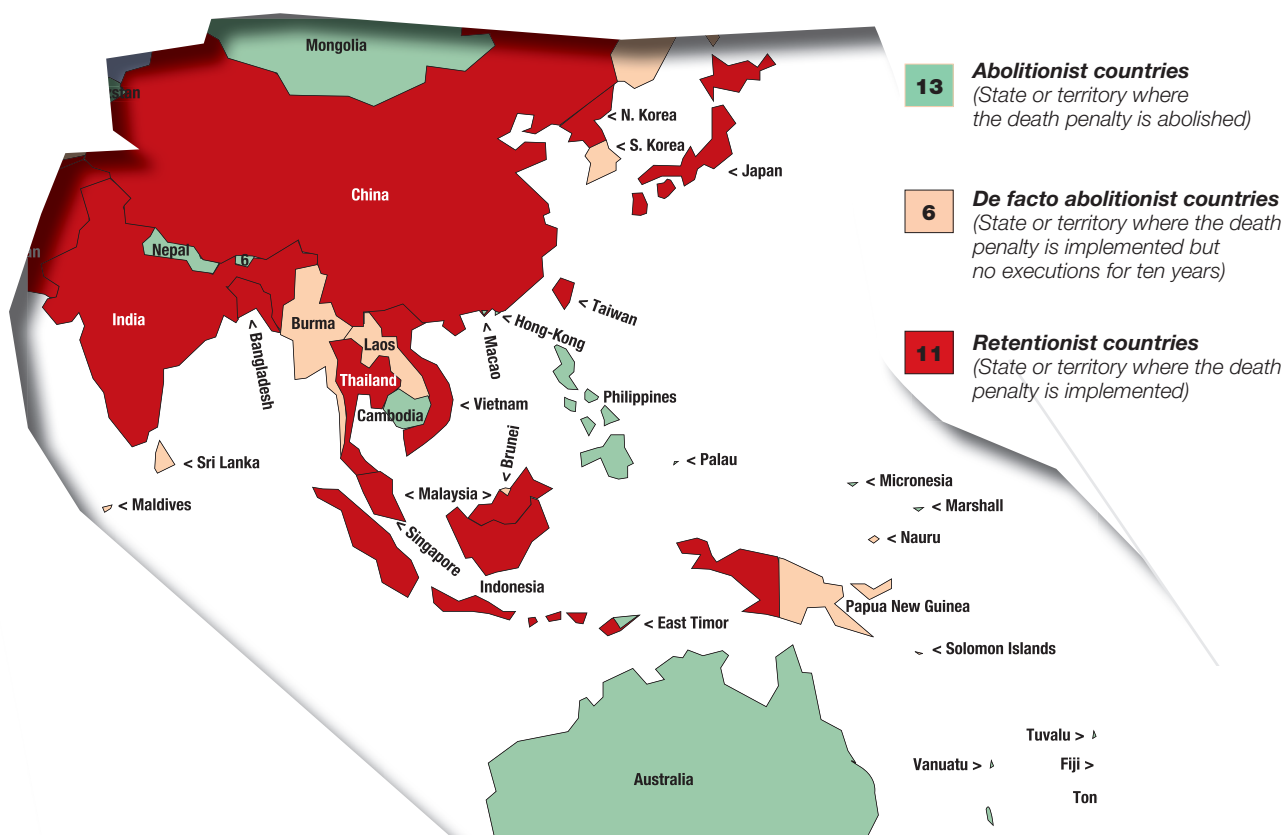 Mongolia
stan
< N. Korea
< S. Korea
< Japan
China
Nepal
6
an
India
Burma
Laos
< Bangladesh
< Macao
< Hong-Kong
< Taiwan
Thailand
Cambodia
< Vietnam
Philippines
< Brunei
< Sri Lanka
< Maldives
< Malaysia >
< Singapore
< Palau
< Micronesia
< Marshall
< Nauru
Indonesia
Papua New Guinea
< East Timor
< Solomon Islands
Australia
Tuvalu >
Vanuatu >
Fiji >
Ton
13
Abolitionist countries
(State or territory where
the death penalty is abolished)
6
De facto abolitionist countries
(State or territory where the death
penalty is implemented but
no executions for ten years)
11
Retentionist countries
(State or territory where the death
penalty is implemented)